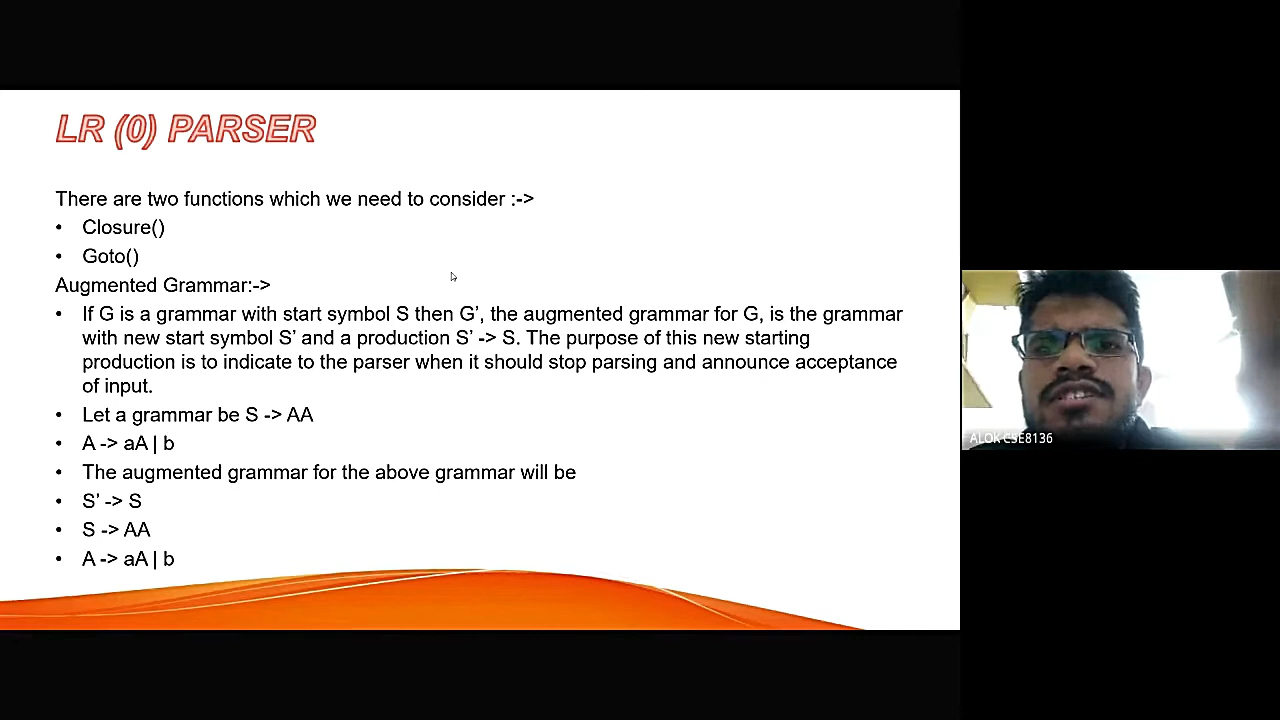 LR (0) PARSER
There are two functions which we need to consider :->
• Closure()
• Goto()
Augmented Grammar:->
• If G is a grammar with start symbol S then G’, the augmented grammar for G, is the grammar
with new start symbol S’ and a production S’ -> S. The purpose of this new starting
production is to indicate to the parser when it should stop parsing and announce acceptance
of input.
• Let a grammar be S -> AA
• A -> aA | b
• The augmented grammar for the above grammar will be
• S’ -> S
• S -> AA
• A -> aA | b
ALOK CSE8136